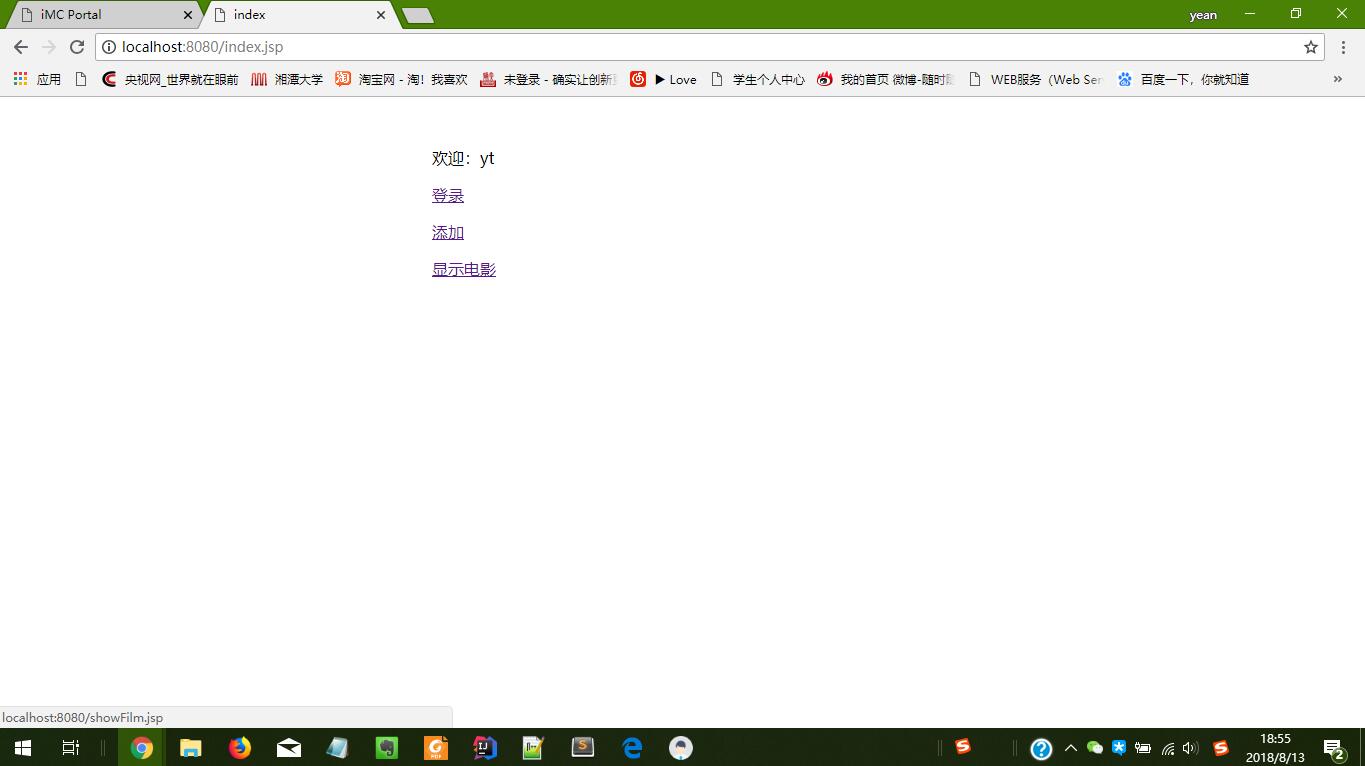 iMC Portal
index
yean
localhost:8080/index.jsp
应用
央视网_世界就在眼前
湘潭大学
淘宝网 - 淘！我喜欢
未登录 - 确实让创新
▶ Love
学生个人中心
我的首页 微博-随时随
WEB服务（Web Ser
百度一下，你就知道
»
欢迎：yt
登录
添加
显示电影
localhost:8080/showFilm.jsp
18:55
2018/8/13
2